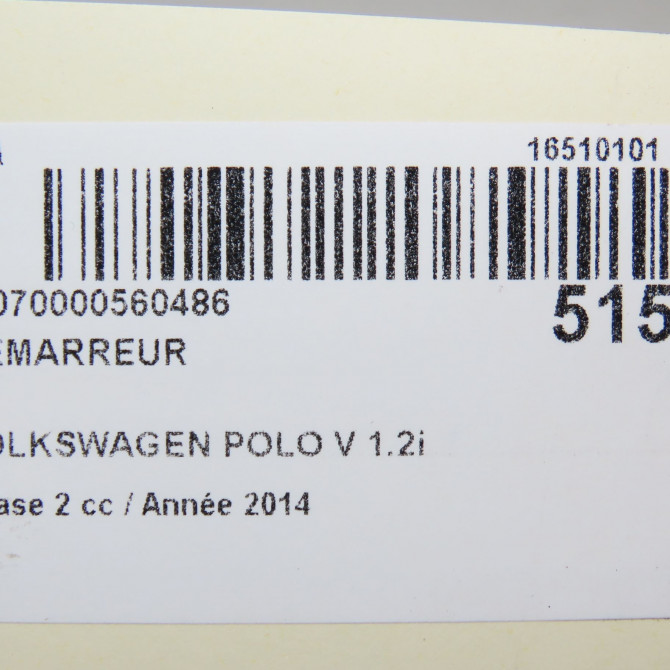 16510101
070000560486
515
EMARREUR
OLKSWAGEN POLO V 1.2i
ase 2 cc / Année 2014